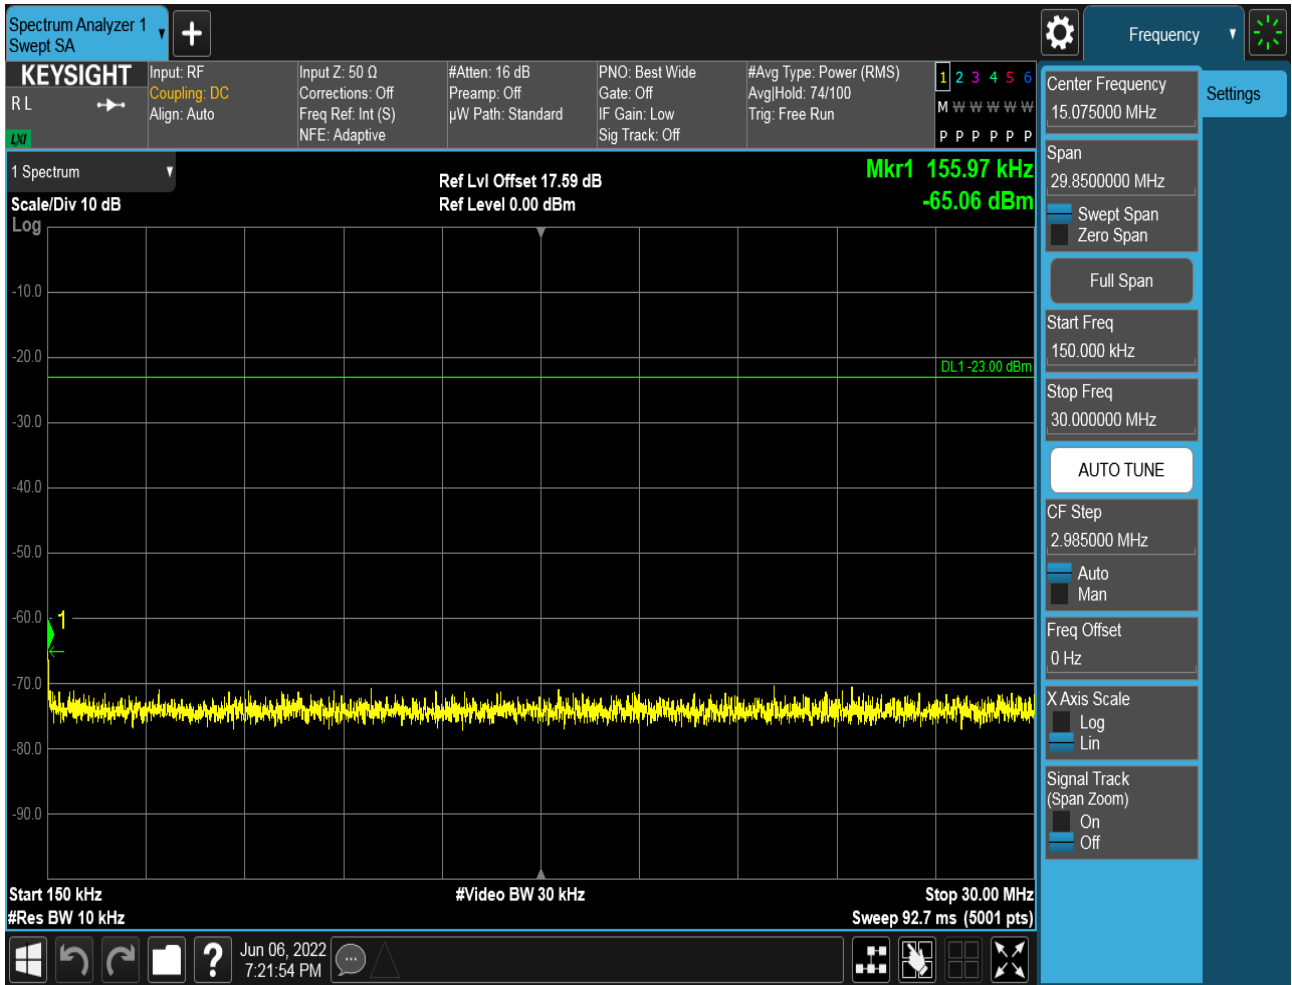 Spectrum Analyzer 1
Swept SA
Frequency
KEYSIGHT
R L
LXI
Input: RF
Coupling: DC
Align: Auto
Input Z: 50 Ω
Corrections: Off
Freq Ref: Int (S)
NFE: Adaptive
#Atten: 16 dB
Preamp: Off
µW Path: Standard
PNO: Best Wide
Gate: Off
IF Gain: Low
Sig Track: Off
#Avg Type: Power (RMS)
Avg|Hold: 74/100
Trig: Free Run
1 2 3 4 5 6
M W W W W W
P P P P P P
1 Spectrum
Scale/Div 10 dB
Log
Ref Lvl Offset 17.59 dB
Ref Level 0.00 dBm
Mkr1 155.97 kHz
-65.06 dBm
-10.0
-20.0
DL1 -23.00 dBm
-30.0
-40.0
-50.0
-60.0
1
-70.0
-80.0
-90.0
Start 150 kHz
#Video BW 30 kHz
Stop 30.00 MHz
#Res BW 10 kHz
Sweep 92.7 ms (5001 pts)
?
Jun 06, 2022
7:21:54 PM
Center Frequency
15.075000 MHz
Settings
Span
29.8500000 MHz
Swept Span
Zero Span
Full Span
Start Freq
150.000 kHz
Stop Freq
30.000000 MHz
AUTO TUNE
CF Step
2.985000 MHz
Auto
Man
Freq Offset
0 Hz
X Axis Scale
Log
Lin
Signal Track
(Span Zoom)
On
Off